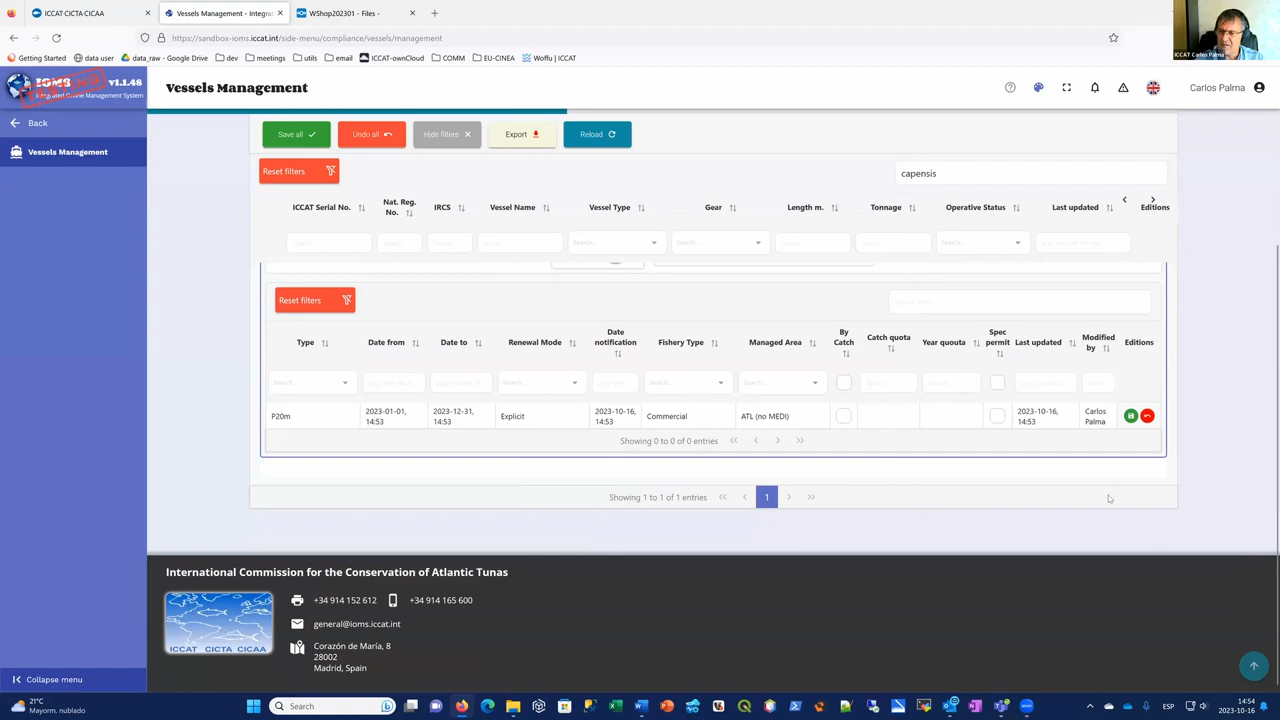 ICCAT·CICTA·CICAA
Vessels Management - Integrat
WShop202301 - Files -
https://sandbox-ioms.iccat.int/side-menu/compliance/vessels/management
Getting Started
data user
data_raw - Google Drive
dev
meetings
utils
email
ICCAT-ownCloud
COMM
EU-CINEA
Woffu | ICCAT
ICCAT Carlos Palma
IOMS v1.1.48
Integrated Online Management System
Vessels Management
Carlos Palma
Back
Vessels Management
Save all
Undo all
Hide filters
Export
Reload
Reset filters
capensis
ICCAT Serial No.
Nat. Reg. No.
IRCS
Vessel Name
Vessel Type
Gear
Length m.
Tonnage
Operative Status
Last updated
Editions
Search...
Search...
Search...
Reset filters
Type
Date from
Date to
Renewal Mode
Date notification
Fishery Type
Managed Area
By Catch
Catch quota
Year quouta
Spec permit
Last updated
Modified by
Editions
Search...
Search...
Search...
Search...
P20m
2023-01-01, 14:53
2023-12-31, 14:53
Explicit
2023-10-16, 14:53
Commercial
ATL (no MEDI)
2023-10-16, 14:53
Carlos Palma
Showing 0 to 0 of 0 entries
Showing 1 to 1 of 1 entries
1
International Commission for the Conservation of Atlantic Tunas
+34 914 152 612
+34 914 165 600
general@ioms.iccat.int
Corazón de María, 8
28002
Madrid, Spain
ICCAT CICTA CICAA
Collapse menu
21°C
Mayorm. nublado
Search
ESP
14:54
2023-10-16